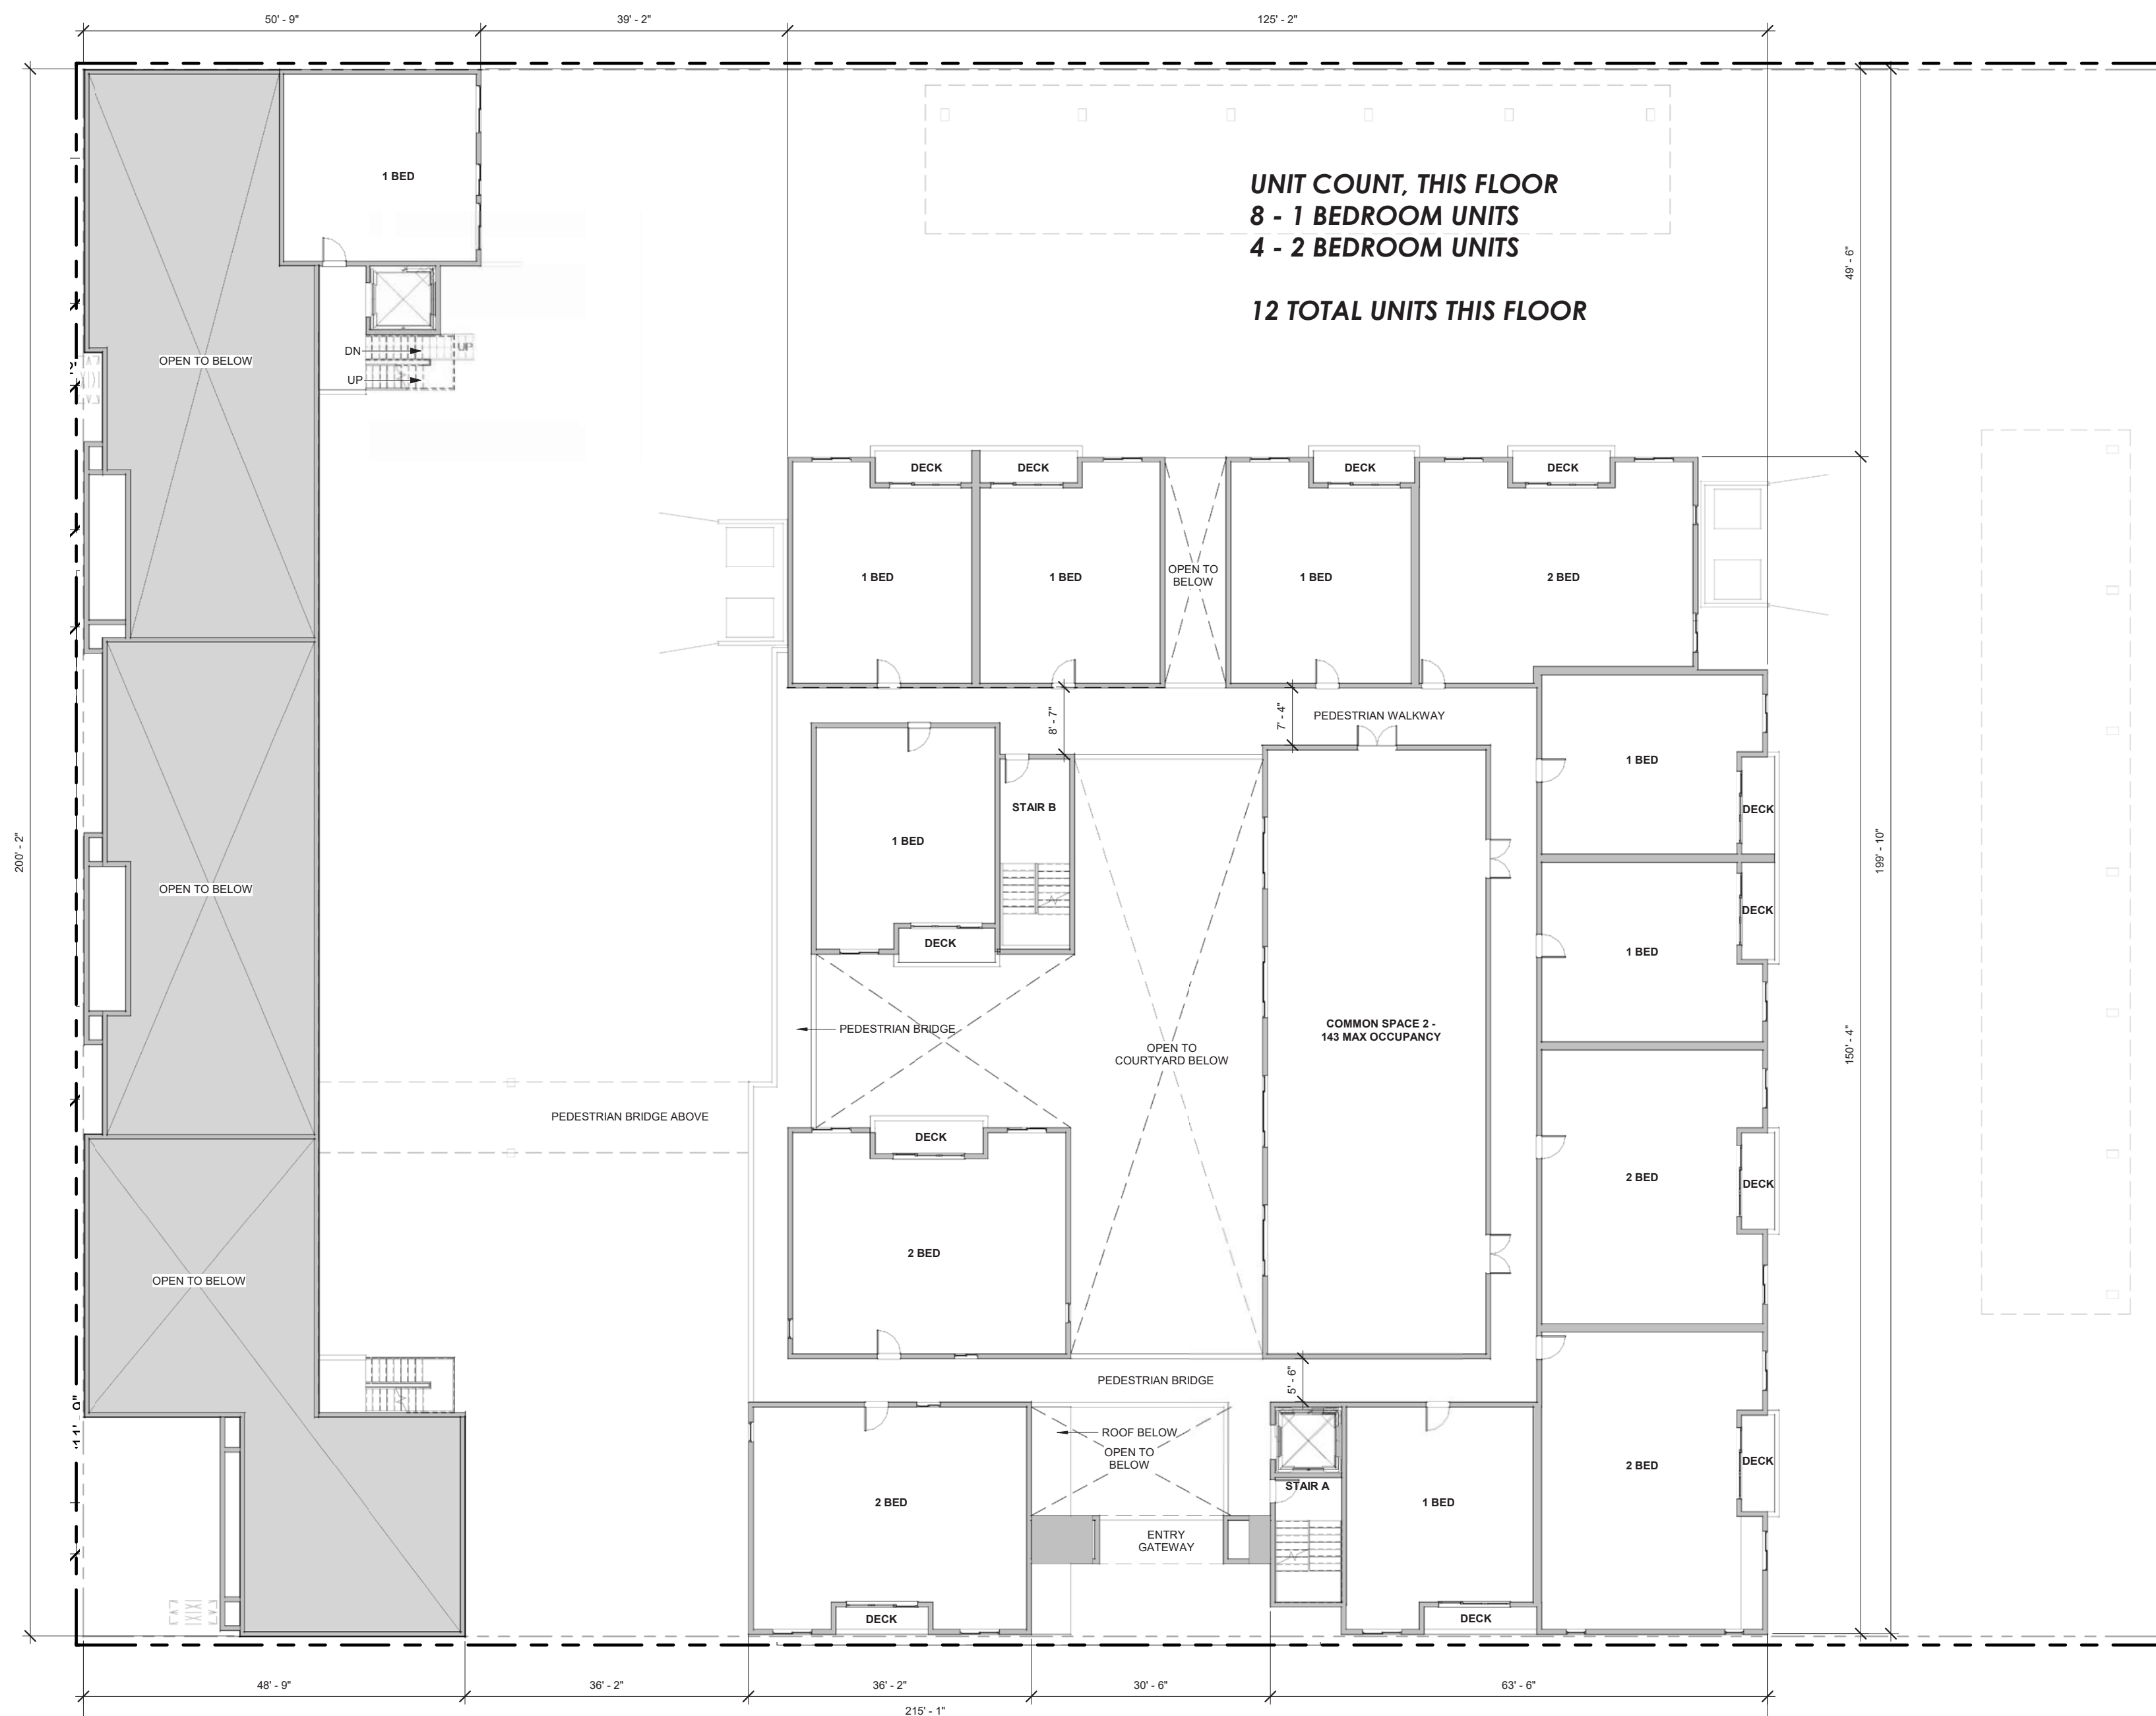 50' - 9"
39' - 2"
125' - 2"
1 BED
UNIT COUNT, THIS FLOOR
8 - 1 BEDROOM UNITS
4 - 2 BEDROOM UNITS
12 TOTAL UNITS THIS FLOOR
49' - 6"
OPEN TO BELOW
DN
UP
UP
DECK
DECK
DECK
DECK
1 BED
1 BED
OPEN TO
BELOW
1 BED
2 BED
8' - 7"
7' - 4"
PEDESTRIAN WALKWAY
1 BED
DECK
STAIR B
1 BED
200' - 2"
199' - 10"
OPEN TO BELOW
DECK
DECK
1 BED
PEDESTRIAN BRIDGE
COMMON SPACE 2 -
143 MAX OCCUPANCY
OPEN TO
COURTYARD BELOW
150' - 4"
PEDESTRIAN BRIDGE ABOVE
DECK
2 BED
DECK
2 BED
OPEN TO BELOW
PEDESTRIAN BRIDGE
5' - 6"
11' - 9"
ROOF BELOW
OPEN TO
BELOW
2 BED
DECK
STAIR A
2 BED
1 BED
ENTRY
GATEWAY
DECK
DECK
48' - 9"
36' - 2"
36' - 2"
30' - 6"
63' - 6"
215' - 1"